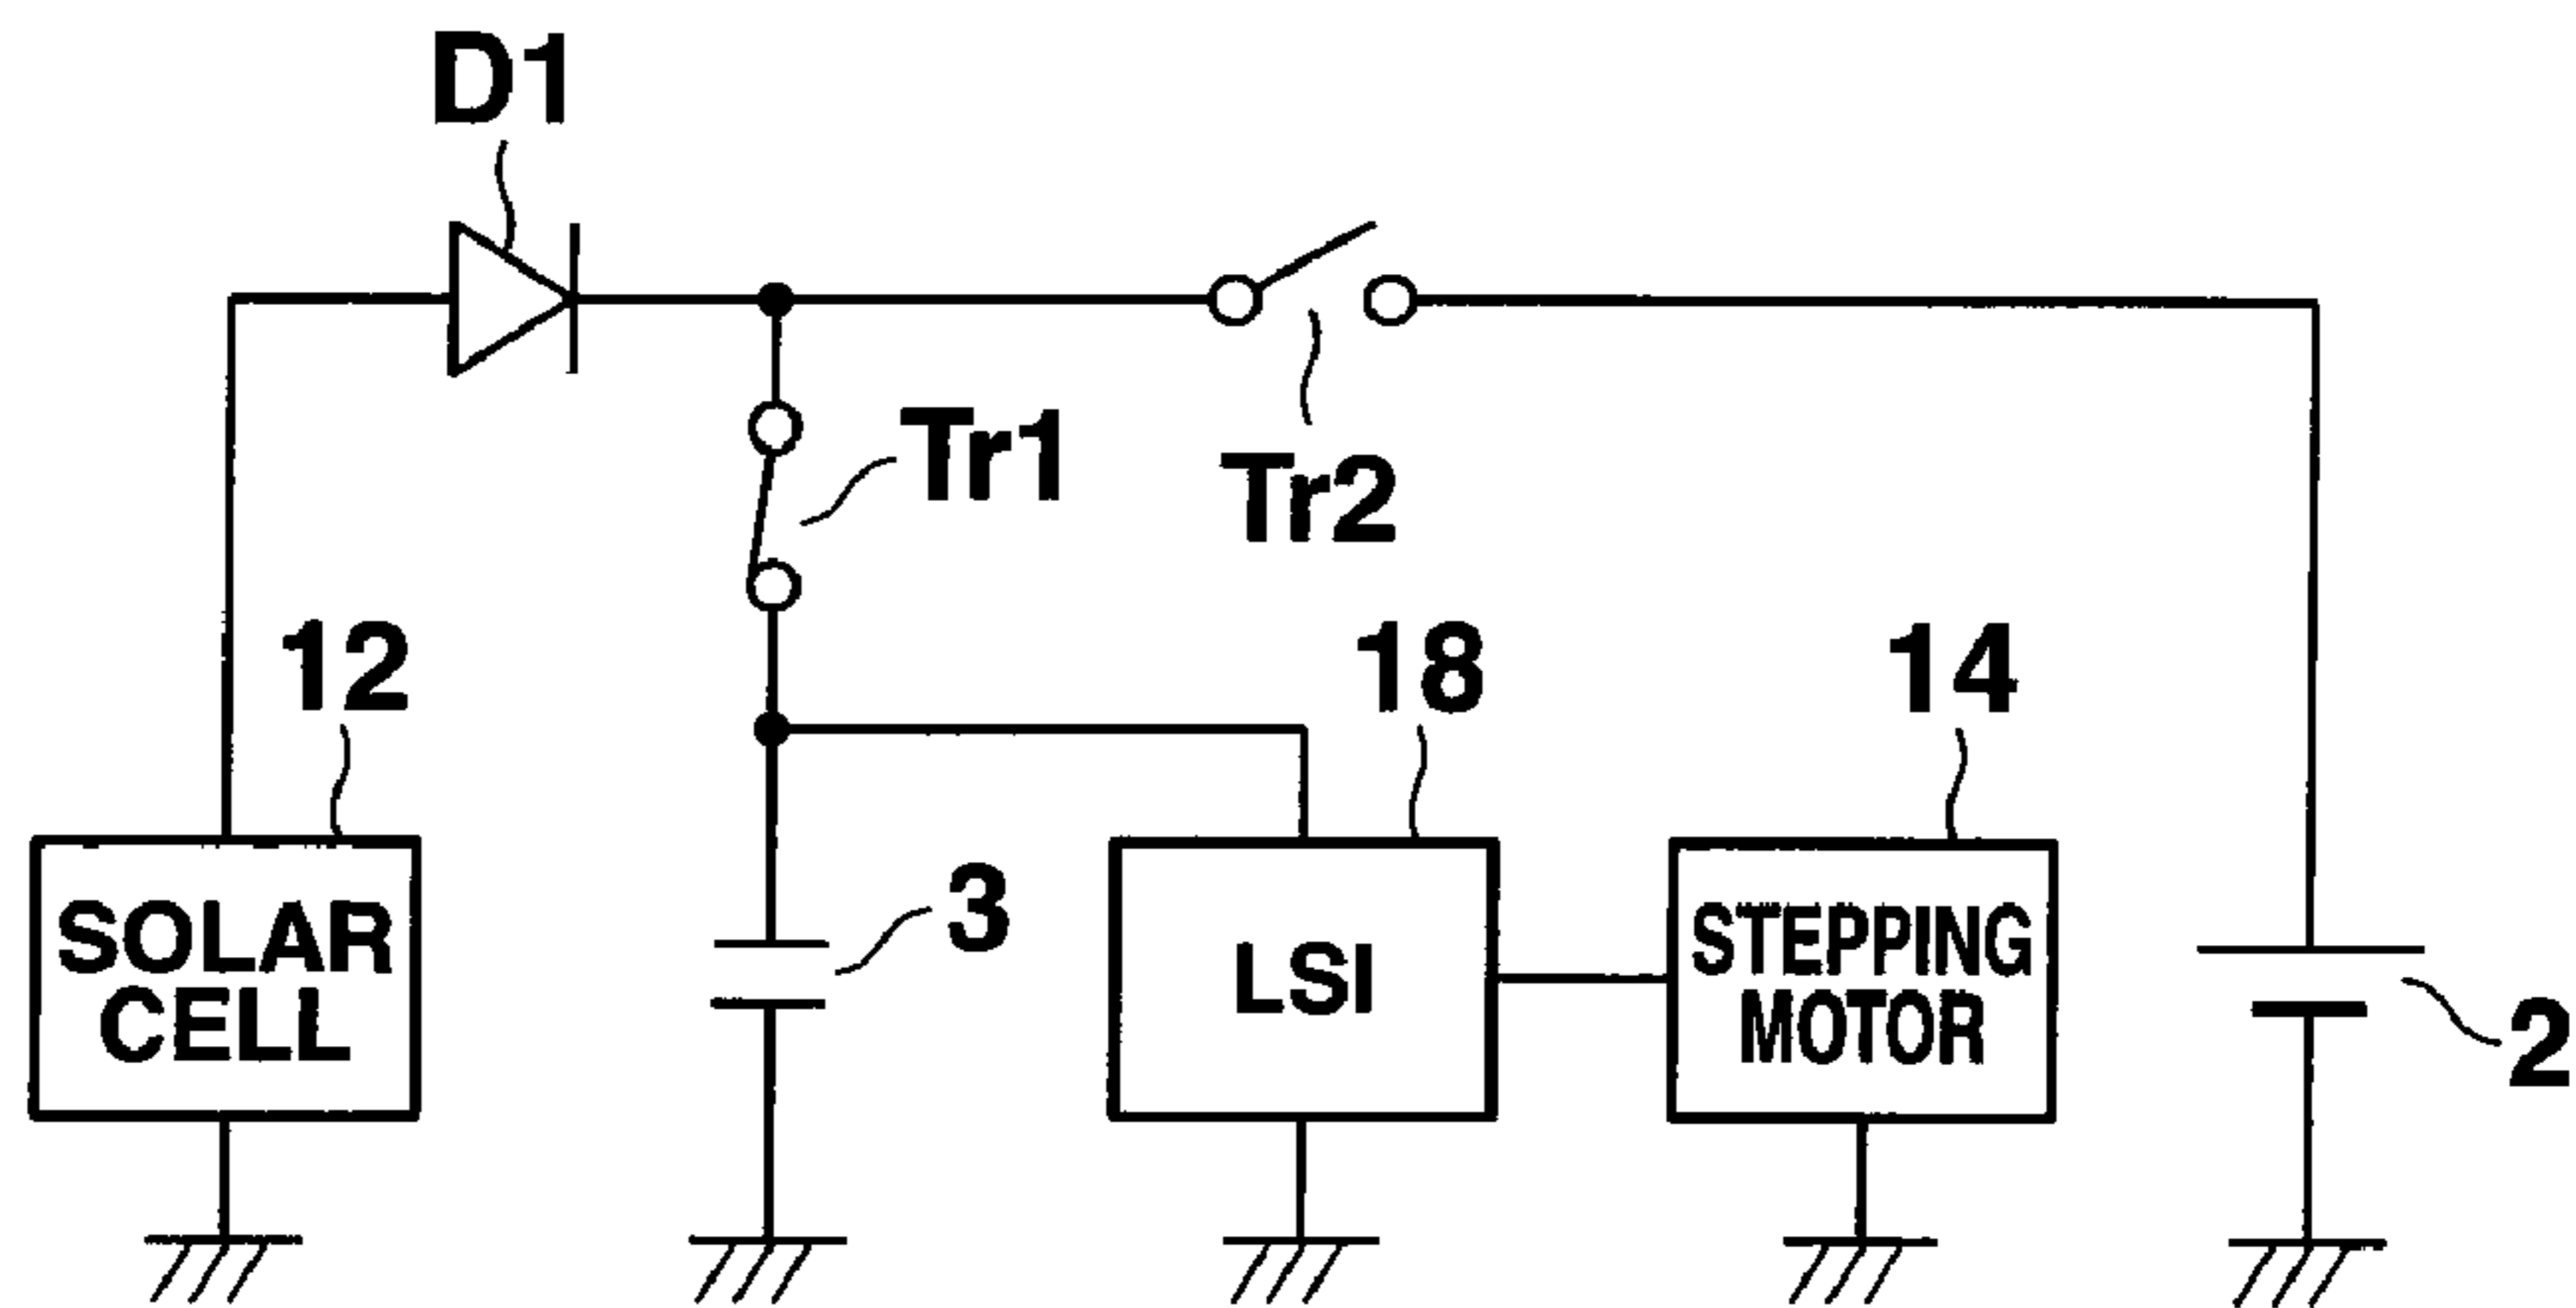 D1
Tr1
Tr2
12
18
14
SOLAR
CELL
3
LSI
STEPPING
MOTOR
2